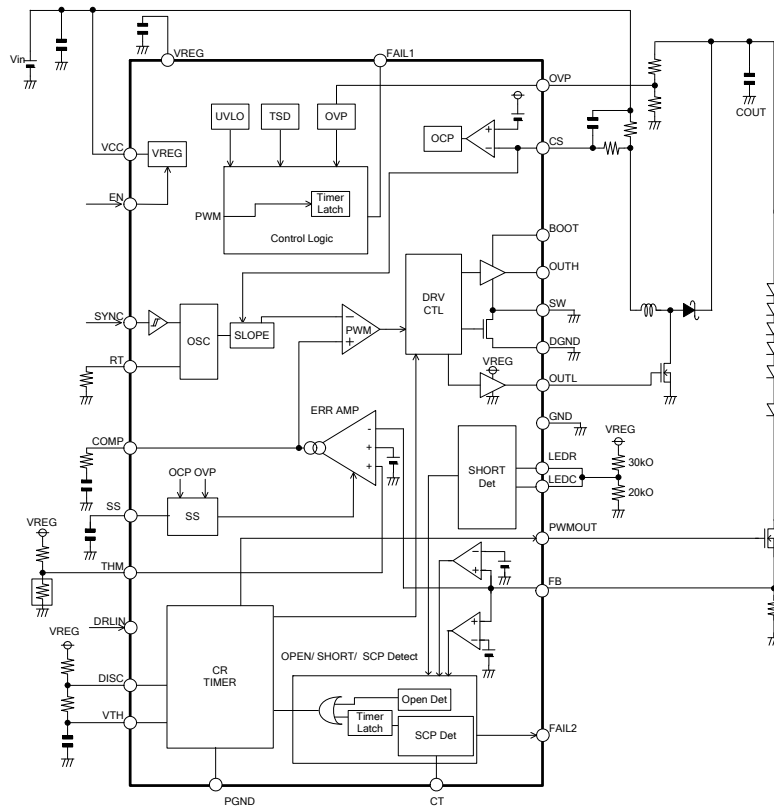 VREG
FAIL1
Vin
OVP
COUT
UVLO
TSD
OVP
OCP
CS
VCC
VREG
EN
PWM
Timer
Latch
Control Logic
BOOT
OUTH
DRV
CTL
SW
SYNC
OSC
SLOPE
PWM
DGND
RT
VREG
OUTL
ERR AMP
GND
COMP
VREG
LEDR
30kO
SHORT
Det
LEDC
20kO
OCP OVP
SS
SS
VREG
PWMOUT
THM
FB
DRLIN
VREG
CR
TIMER
OPEN/ SHORT/ SCP Detect
DISC
Open Det
Timer
Latch
SCP Det
VTH
FAIL2
PGND
CT